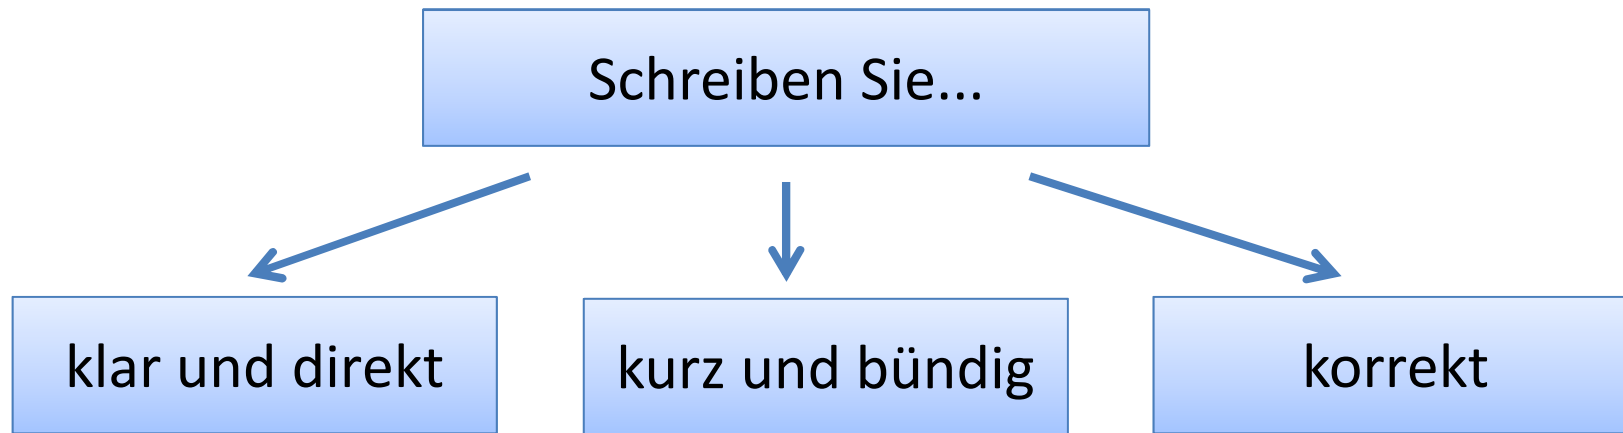 Schreiben Sie...
klar und direkt
kurz und bündig
korrekt